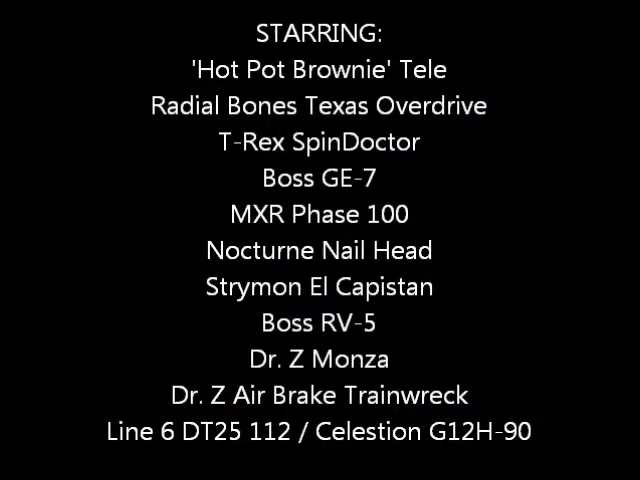 STARRING:
'Hot Pot Brownie' Tele
Radial Bones Texas Overdrive
T-Rex SpinDoctor
Boss GE-7
MXR Phase 100
Nocturne Nail Head
Strymon El Capistan
Boss RV-5
Dr. Z Monza
Dr. Z Air Brake Trainwreck
Line 6 DT25 112 / Celestion G12H-90